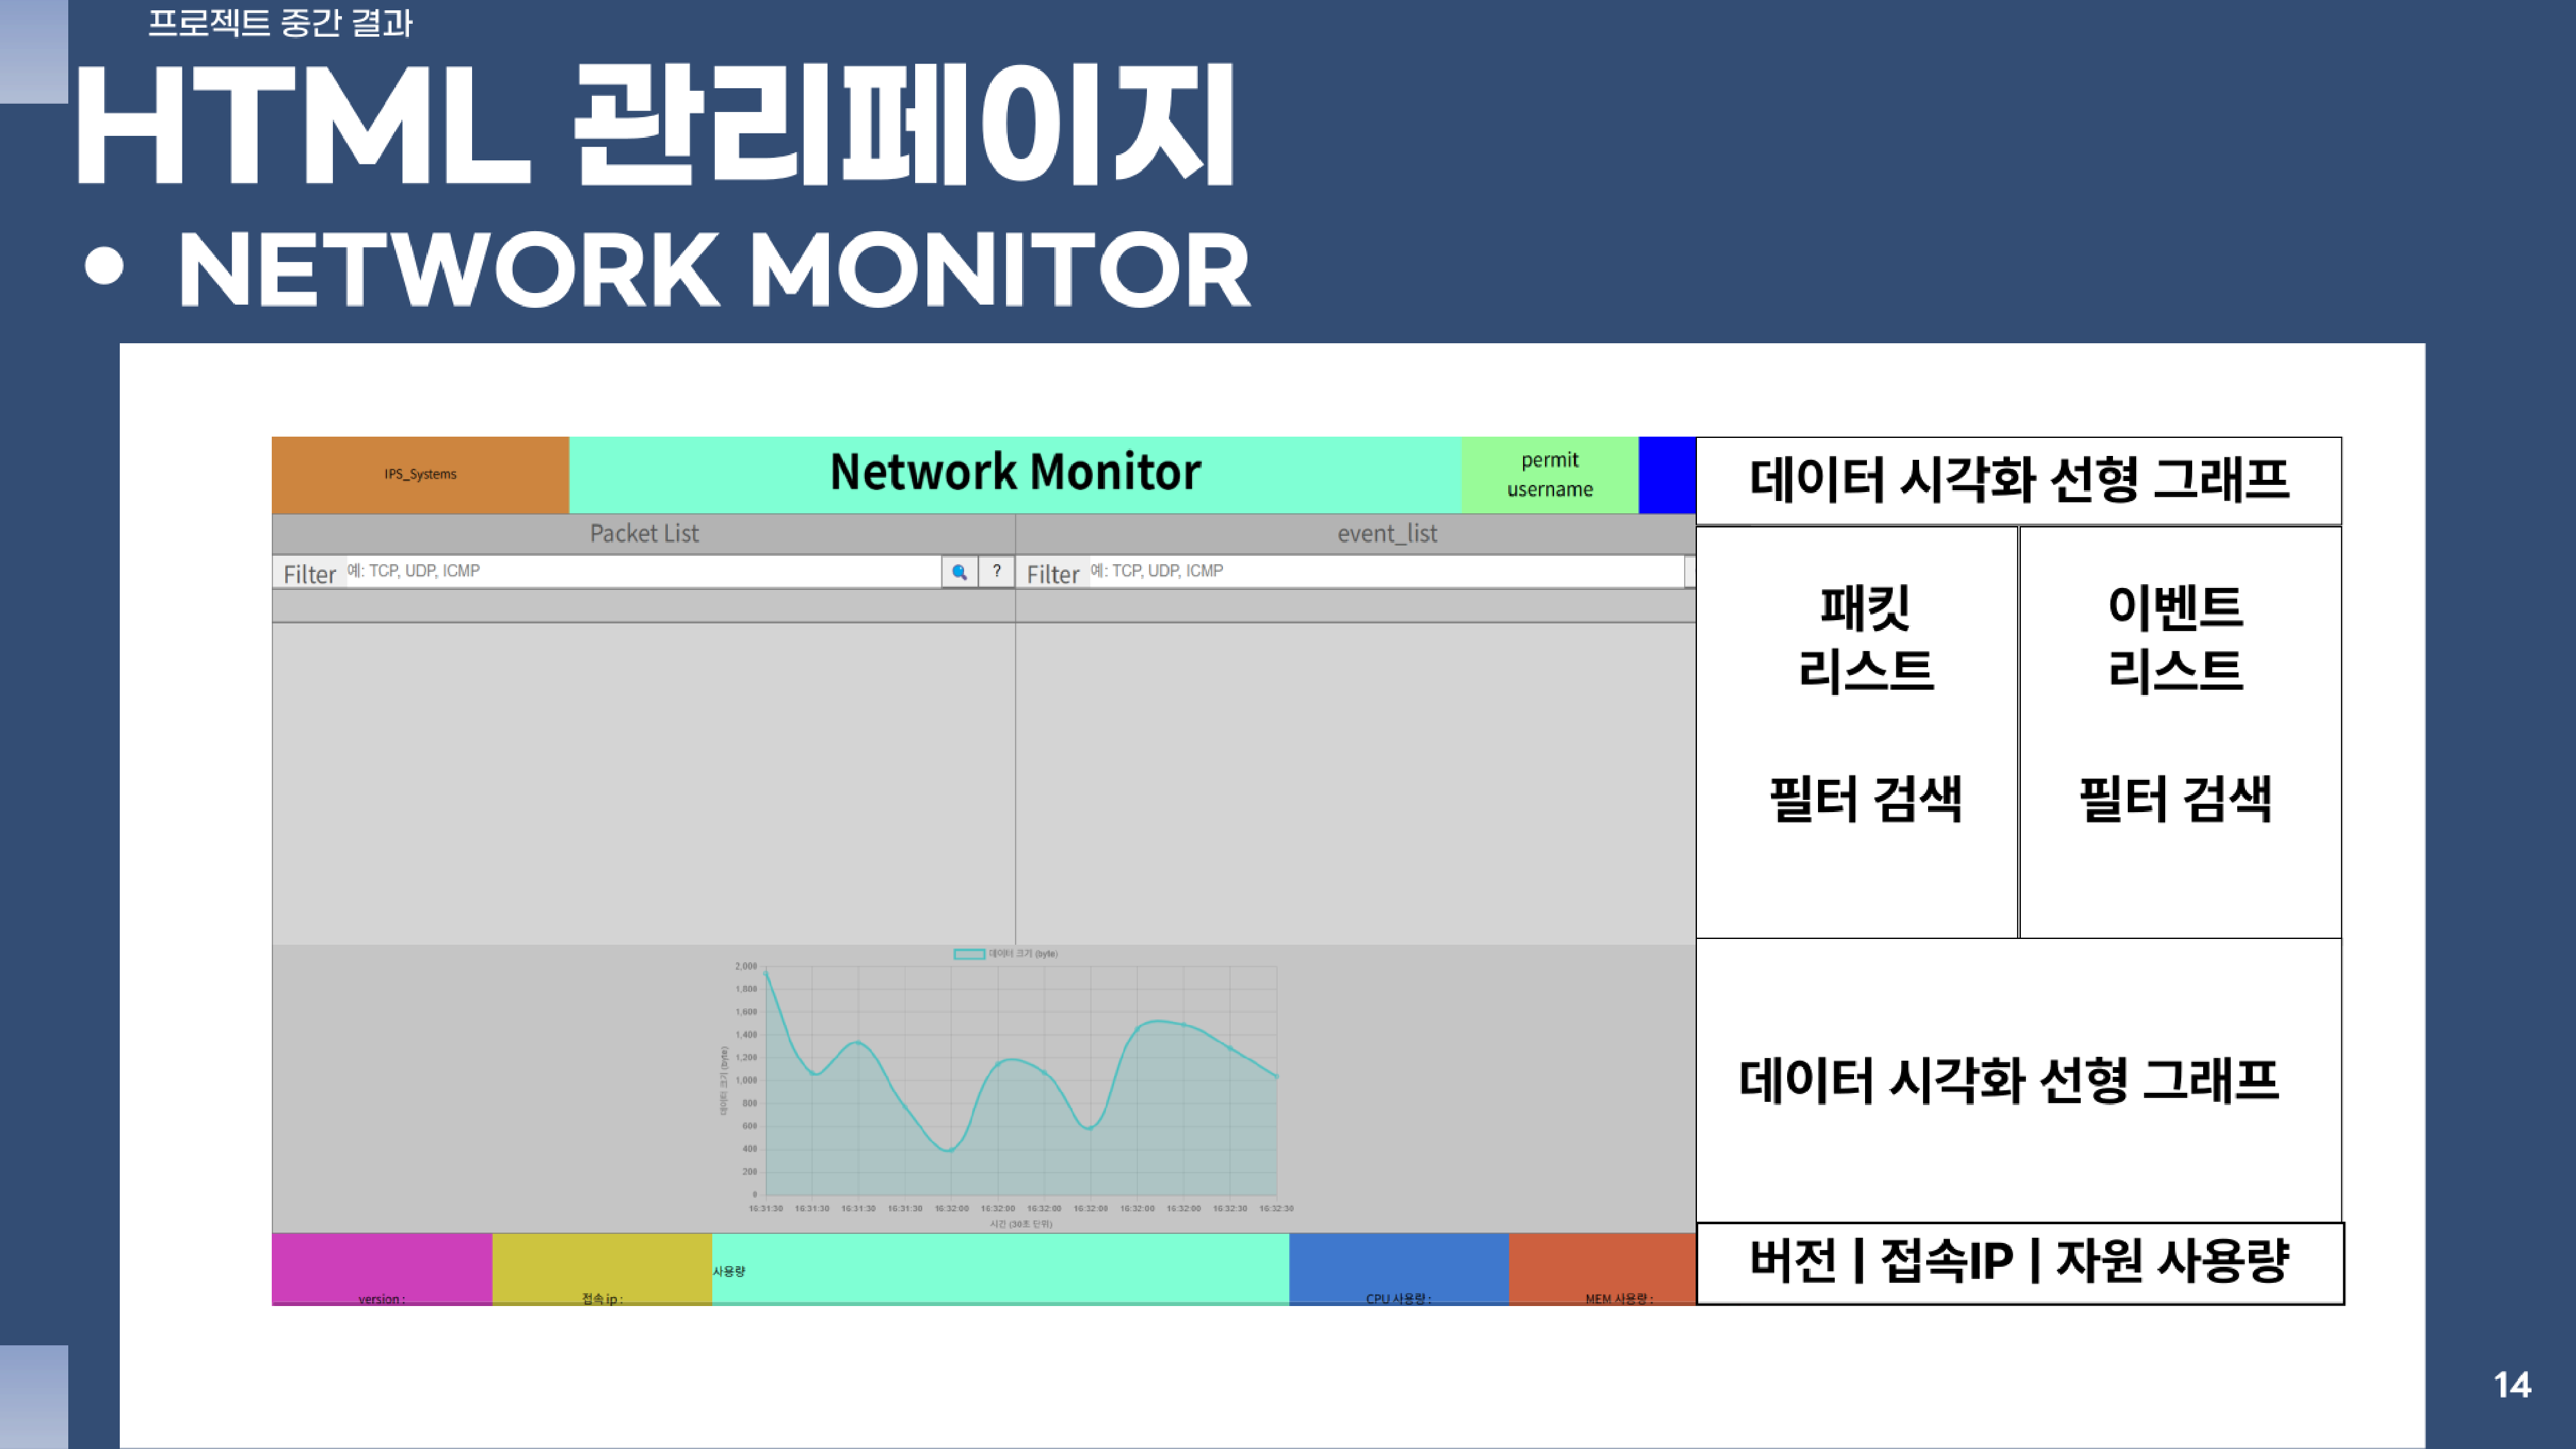 프로젝트 중간 결과
HTML 관리페이지
• NETWORK MONITOR
IPS_Systems
Network Monitor
permit
username
Packet List
event_list
Filter 예: TCP, UDP, ICMP
?
Filter 예: TCP, UDP, ICMP
데이터 크기 (byte)
2,000
1,800
1,600
1,400
1,200
1,000
800
600
400
200
0
데이터 크기 (byte)
16:31:30 16:31:30 16:31:30 16:31:30 16:32:00 16:32:00 16:32:00 16:32:00 16:32:00 16:32:00 16:32:30 16:32:30
시간 (30초 단위)
version :
접속 ip :
사용량
CPU 사용량 :
MEM 사용량 :
데이터 시각화 선형 그래프
패킷
리스트
필터 검색
이벤트
리스트
필터 검색
데이터 시각화 선형 그래프
버전 | 접속IP | 자원 사용량
14